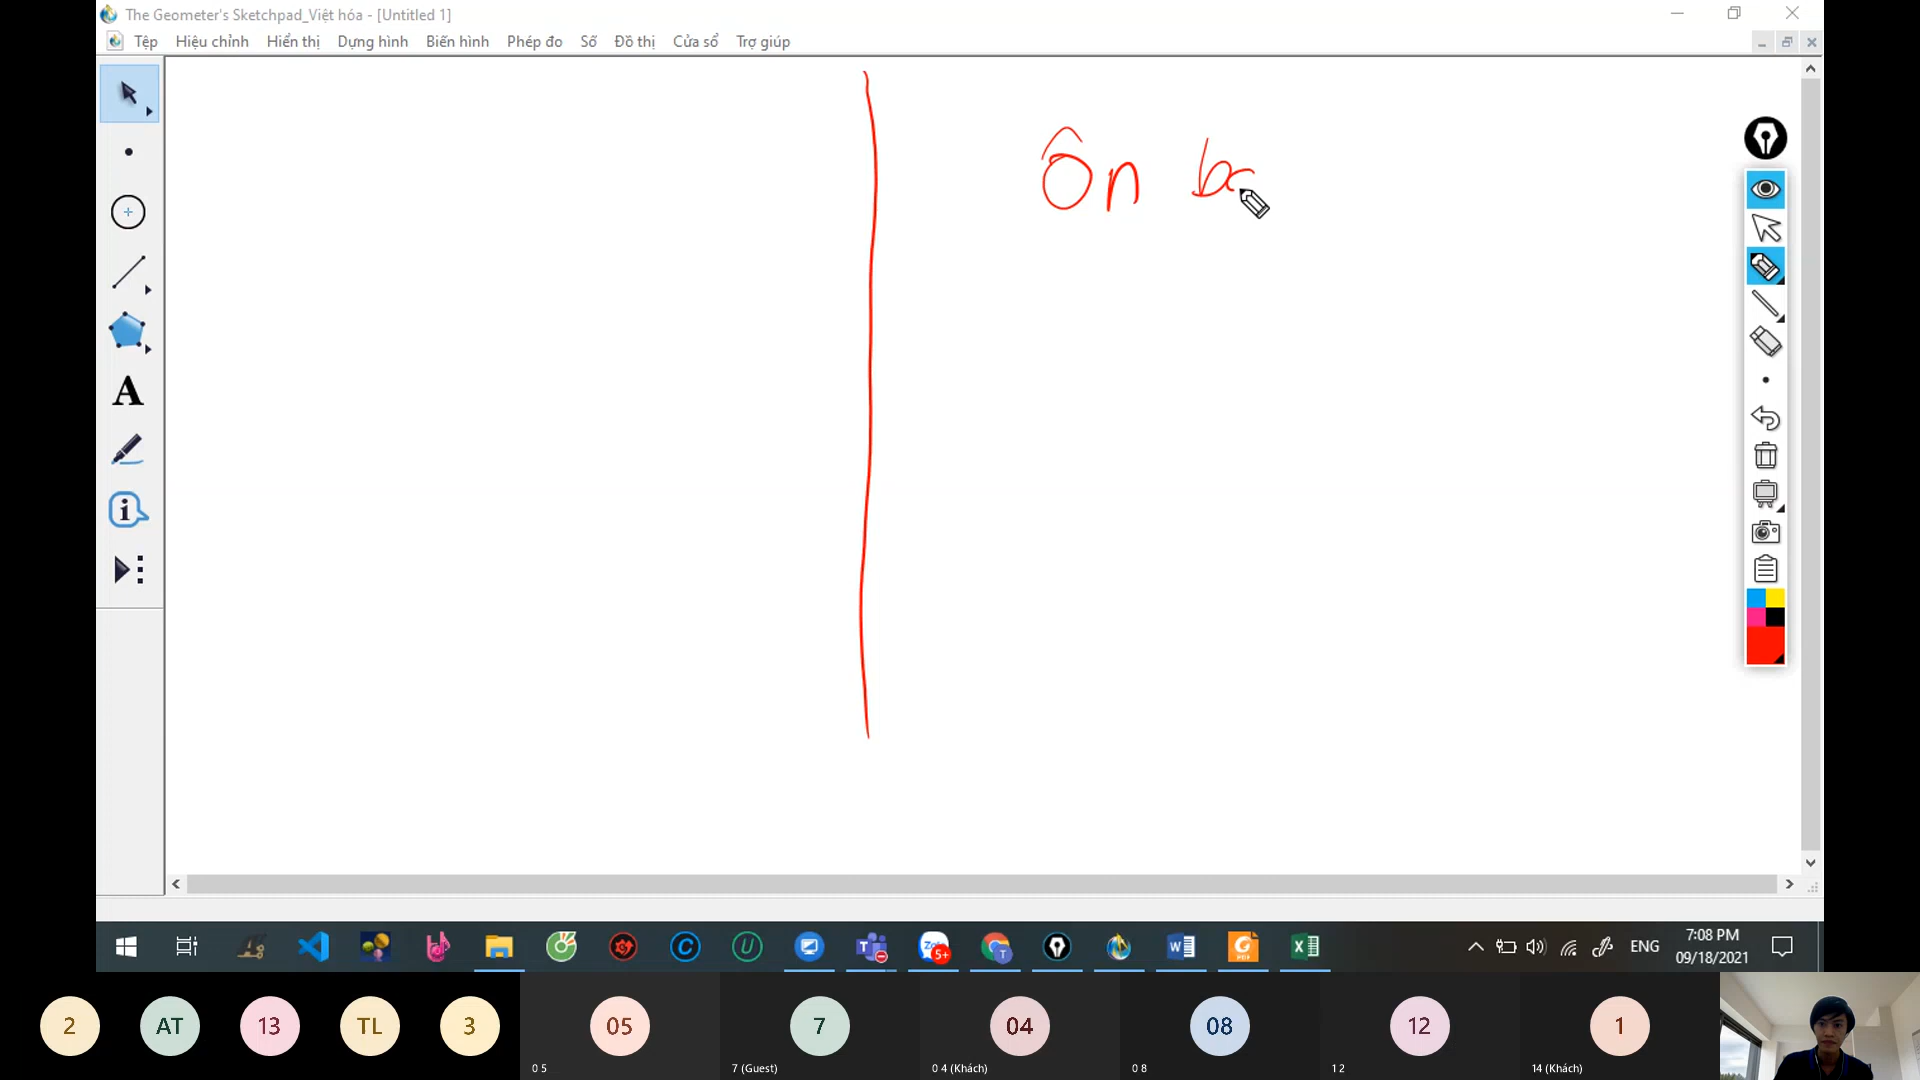 The Geometer's Sketchpad_Việt hóa - [Untitled 1]
Tệp Hiệu chỉnh Hiển thị Dựng hình Biến hình Phép đo Số Đồ thị Cửa sổ Trợ giúp
Ôn
A
i
Zalo 5+
T
ENG
7:08 PM
09/18/2021
2 AT 13 TL 3 05 7 04 08 12 1
0 5 7 (Guest) 0 4 (Khách) 0 8 1 2 14 (Khách)